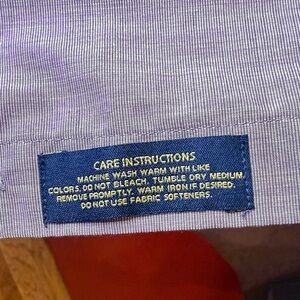 CARE INSTRUCTIONS
MACHINE WASH WARM WITH LIKE
COLORS. DO NOT BLEACH. TUMBLE DRY MEDIUM.
REMOVE PROMPTLY. WARM IRON IF DESIRED.
DO NOT USE FABRIC SOFTENERS.